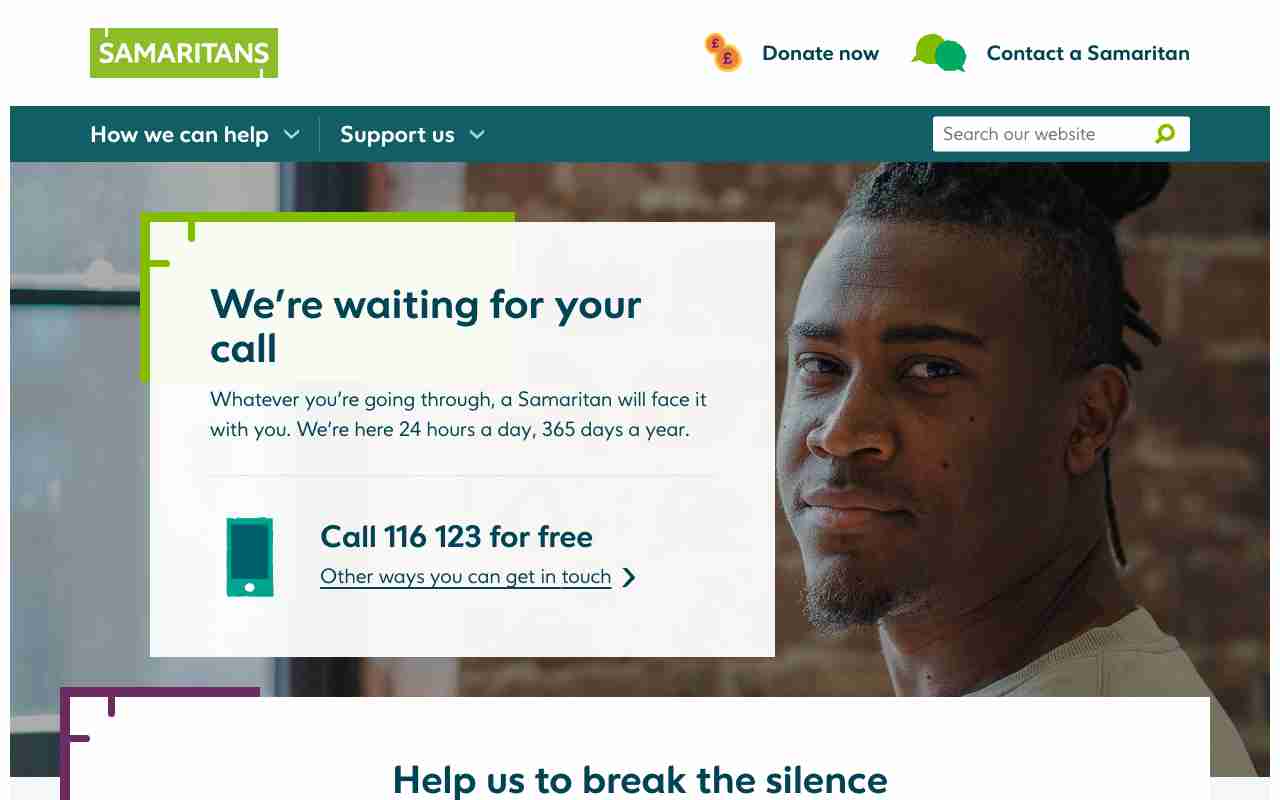 SAMARITANS
£
£
Donate now
Contact a Samaritan
How we can help
Support us
Search our website
We're waiting for your
call
Whatever you're going through, a Samaritan will face it
with you. We're here 24 hours a day, 365 days a year.
Call 116 123 for free
Other ways you can get in touch
Help us to break the silence